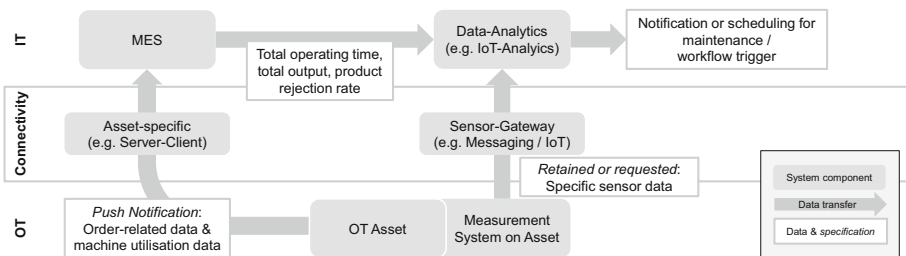 IT
MES
Total operating time,
total output, product
rejection rate
Data-Analytics
(e.g. IoT-Analyics)
Notification or scheduling for
maintenance /
workflow trigger
Connectivity
Asset-specific
(e.g. Server-Client)
Sensor-Gateway
(e.g. Messaging / IoT)
Retained or requested:
Specific sensor data
OT
Push Notification:
Order-related data &
machine utilisation data
OT Asset
Measurement
System on Asset
System component
Data transfer
Data & specification